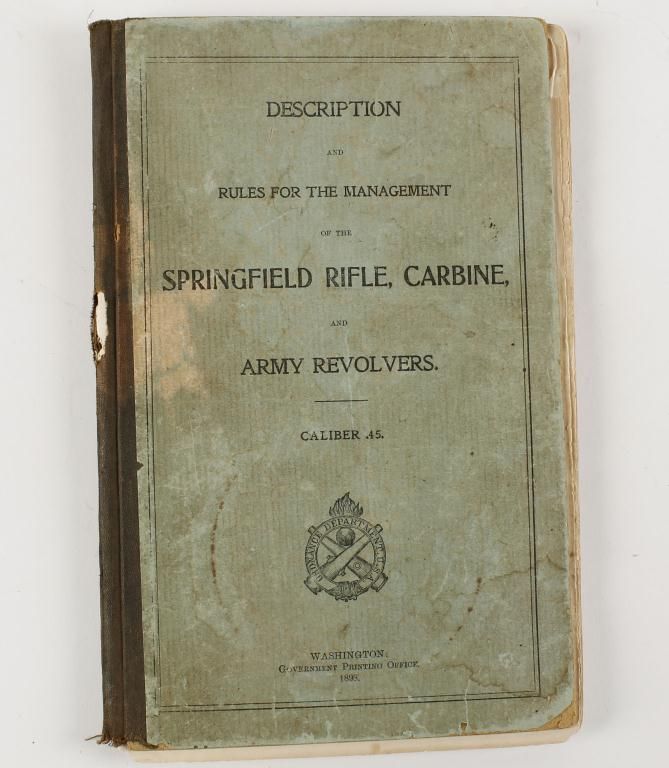 DESCRIPTION
AND
RULES FOR THE MANAGEMENT
OF THE
SPRINGFIELD RIFLE, CARBINE,
AND
ARMY REVOLVERS.
CALIBER .45.
ORDNANCE DEPARTMENT, U.S.A.
WASHINGTON:
GOVERNMENT PRINTING OFFICE.
1898.